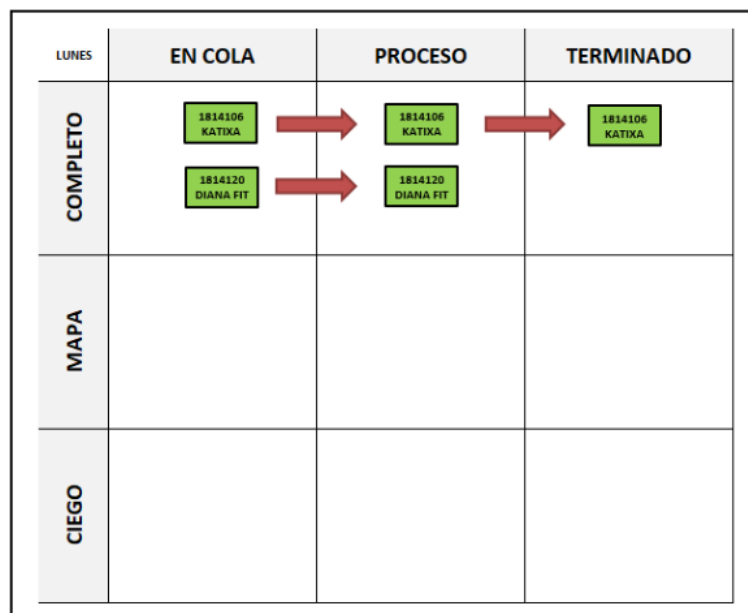 LUNES EN COLA PROCESO TERMINADO
COMPLETO
1814106
KATIXA
1814106
KATIXA
1814106
KATIXA
1814120
DIANA FIT
1814120
DIANA FIT
MAPA
CIEGO